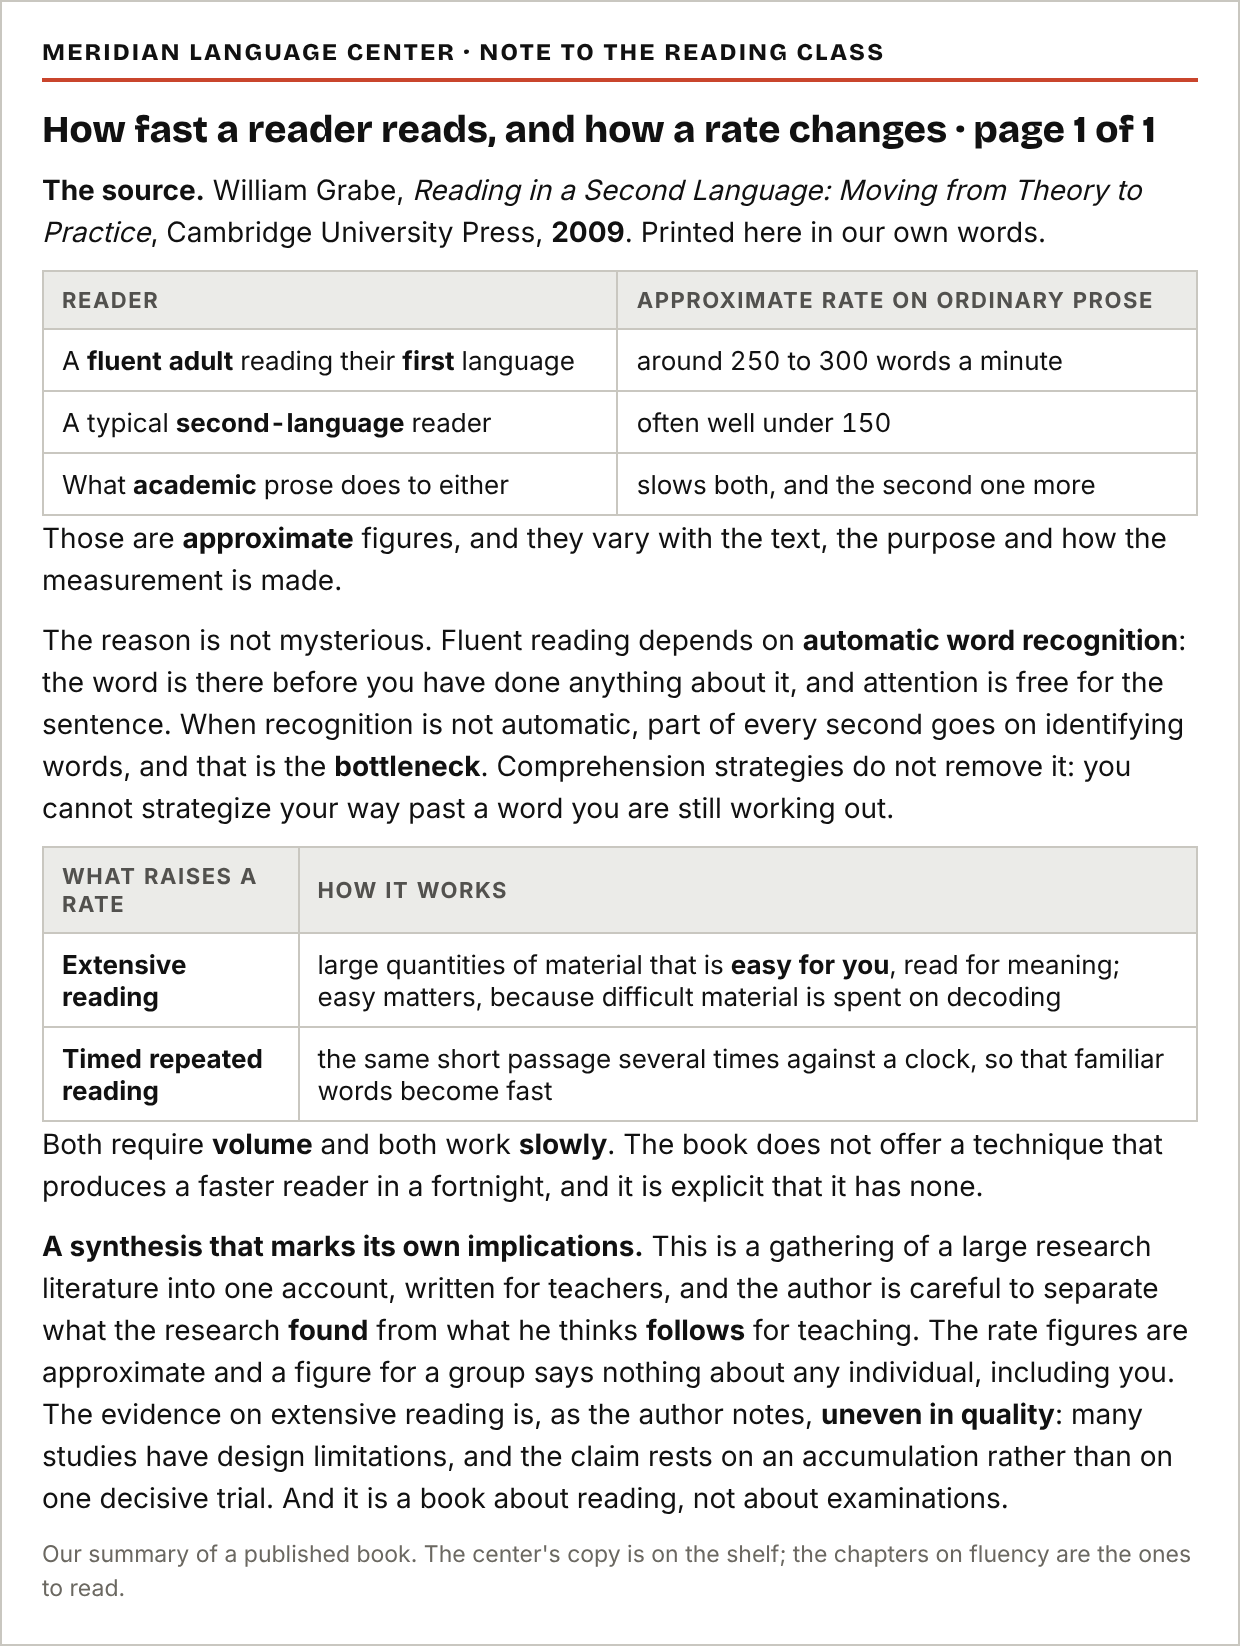 MERIDIAN LANGUAGE CENTER · NOTE TO THE READING CLASS
How fast a reader reads, and how a rate changes · page 1 of 1
The source. William Grabe, Reading in a Second Language: Moving from Theory to
Practice, Cambridge University Press, 2009. Printed here in our own words.
READER
APPROXIMATE RATE ON ORDINARY PROSE
A fluent adult reading their first language
around 250 to 300 words a minute
A typical second-language reader
often well under 150
What academic prose does to either
slows both, and the second one more
Those are approximate figures, and they vary with the text, the purpose and how the
measurement is made.
The reason is not mysterious. Fluent reading depends on automatic word recognition:
the word is there before you have done anything about it, and attention is free for the
sentence. When recognition is not automatic, part of every second goes on identifying
words, and that is the bottleneck. Comprehension strategies do not remove it: you
cannot strategize your way past a word you are still working out.
WHAT RAISES A
RATE
HOW IT WORKS
Extensive
reading
large quantities of material that is easy for you, read for meaning;
easy matters, because difficult material is spent on decoding
Timed repeated
reading
the same short passage several times against a clock, so that familiar
words become fast
Both require volume and both work slowly. The book does not offer a technique that
produces a faster reader in a fortnight, and it is explicit that it has none.
A synthesis that marks its own implications. This is a gathering of a large research
literature into one account, written for teachers, and the author is careful to separate
what the research found from what he thinks follows for teaching. The rate figures are
approximate and a figure for a group says nothing about any individual, including you.
The evidence on extensive reading is, as the author notes, uneven in quality: many
studies have design limitations, and the claim rests on an accumulation rather than on
one decisive trial. And it is a book about reading, not about examinations.
Our summary of a published book. The center's copy is on the shelf; the chapters on fluency are the ones
to read.